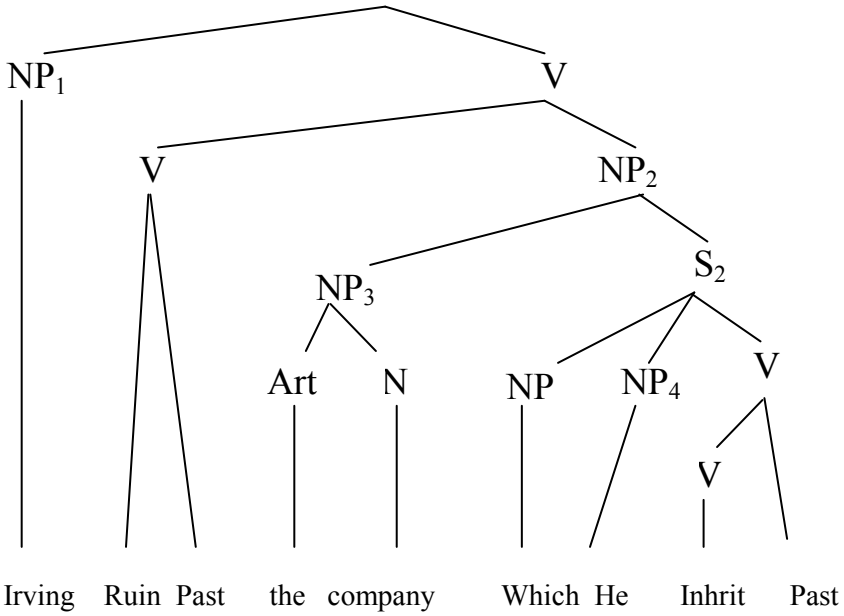 NP₁ V
V NP₂
NP₃ S₂
Art N NP NP₄ V
V
Irving Ruin Past the company Which He Inhrit Past